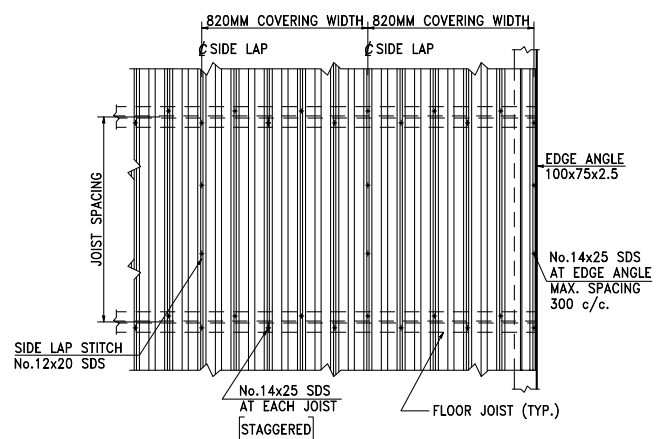 820MM COVERING WIDTH
820MM COVERING WIDTH
℄ SIDE LAP
℄ SIDE LAP
JOIST SPACING
EDGE ANGLE
100x75x2.5
No.14x25 SDS
AT EDGE ANGLE
MAX. SPACING
300 c/c.
SIDE LAP STITCH
No.12x20 SDS
No.14x25 SDS
AT EACH JOIST
[STAGGERED]
FLOOR JOIST (TYP.)